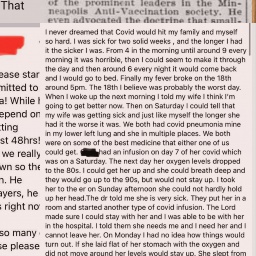 That
neapolis Anti-Vaccination Society. He
even advocated the doctrine that small-
I never dreamed that Covid would hit my family and myself
so hard. I was sick for two solid weeks , and the longer I had
it the sicker I was. From 4 in the morning until around 9 every
morning it was horrible, then I could seem to make it through
the day and then around 6 every night it would come back
and I would go to bed. Finally my fever broke on the 18th
around 5pm. The 18th I believe was probably the worst day.
When I woke up the next morning I told my wife I think I'm
going to get better now. Then on Saturday I could tell that
my wife was getting sick and just like myself the longer she
had it the worse it was. We both had covid pneumonia mine
in my lower left lung and she in multiple places. We both
were on some of the best medicine that either one of us
could get. had an infusion on day 7 of her covid which
was on a Saturday. The next day her oxygen levels dropped
to the 80s. I could get her up and she could breath deep and
they would go up to the 90s, but would not stay up. I took
her to the er on Sunday afternoon she could not hardly hold
up her head.The dr told me she is very sick. They put her in a
room and started another type of covid infusion. The Lord
made sure I could stay with her and I was able to be with her
in the hospital. I told them she needs me and I need her and I
cannot leave her. On Monday I had no idea how things would
turn out. If she laid flat of her stomach with the oxygen and
did not move around her levels would stay up. She slept from
ease star
mitted to
a! While h
epend on
tting
st 48hrs!
we really
wn so the
n. He
ayers, he
s right no
so many
se please